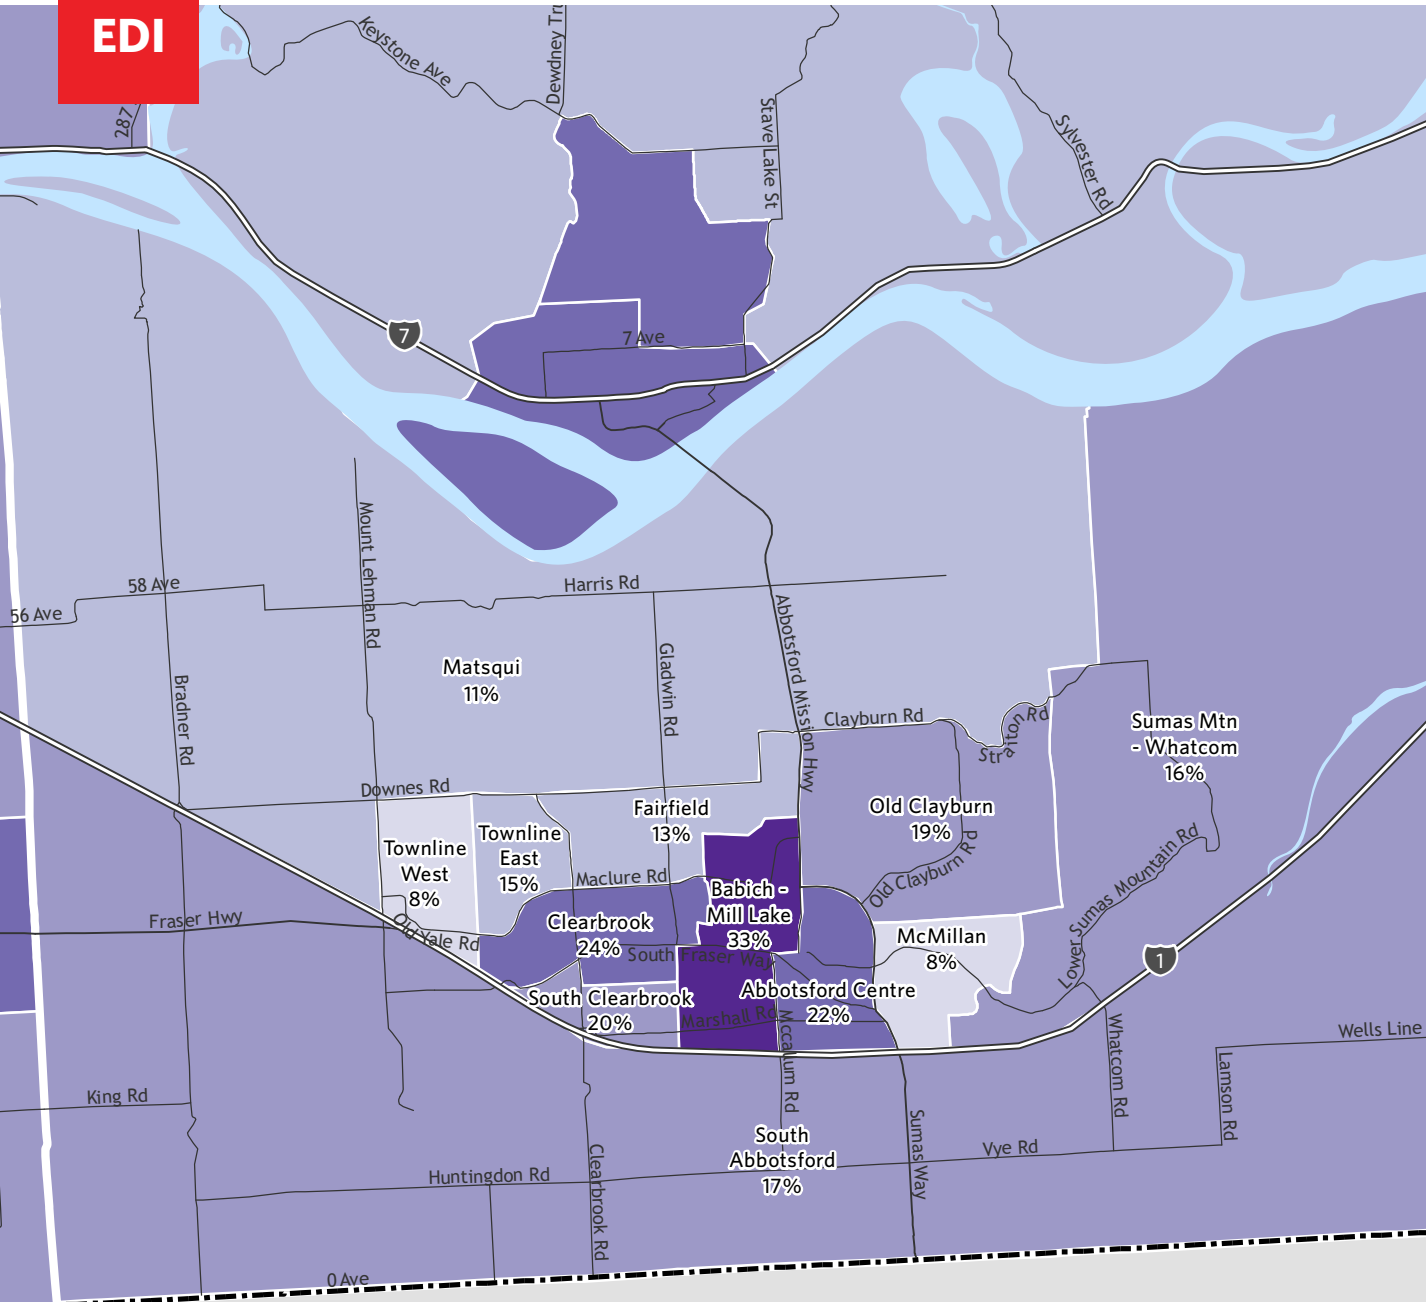 EDI
Keystone Ave
Dewdney Tru
Stave Lake St
Sylvester Rd
287
7
7 Ave
Mount Lehman Rd
58 Ave
Harris Rd
56 Ave
Abbotsford Mission Hwy
Gladwin Rd
Bradner Rd
Matsqui
11%
Clayburn Rd
Straiton Rd
Sumas Mtn
- Whatcom
16%
Downes Rd
Fairfield
13%
Old Clayburn
19%
Townline
East
15%
Townline
West
8%
Old Clayburn R
Lower Sumas Mountain Rd
Maclure Rd
Babich -
Mill Lake
33%
Fraser Hwy
Old Yale Rd
Clearbrook
24%
South Fraser Way
McMillan
8%
1
South Clearbrook
20%
Abbotsford Centre
22%
Marshall Rd
Mccallum Rd
Whatcom Rd
Wells Line
Lamson Rd
King Rd
South
Abbotsford
17%
Sumas Way
Vye Rd
Huntingdon Rd
Clearbrook Rd
0 Ave